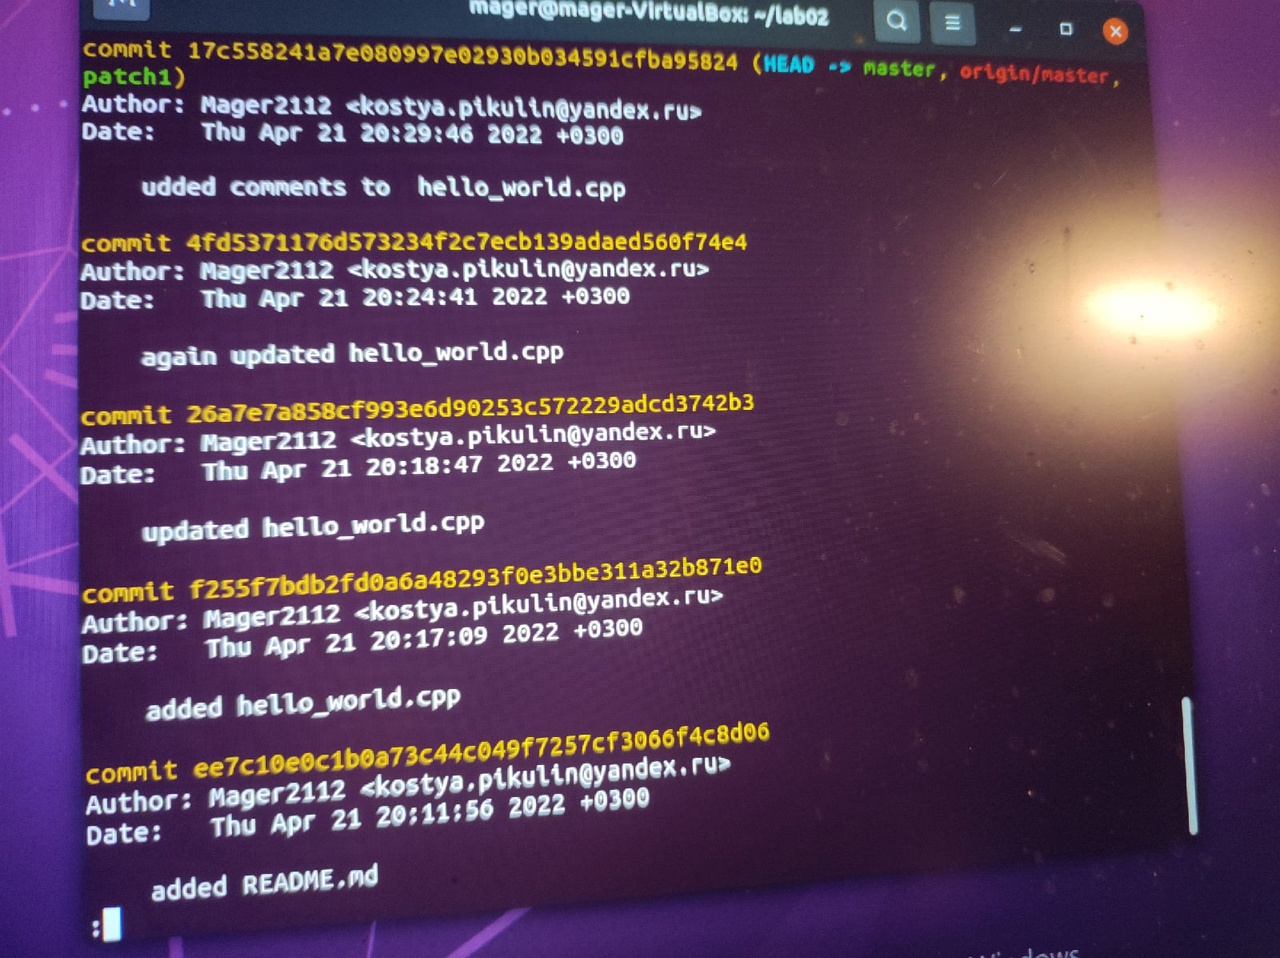 mager@mager-VirtualBox: ~/lab02
commit 17c558241a7e080997e02930b034591cfba95824 (HEAD -> master, origin/master,
patch1)
Author: Mager2112 <kostya.pikulin@yandex.ru>
Date:   Thu Apr 21 20:29:46 2022 +0300
udded comments to  hello_world.cpp
commit 4fd5371176d573234f2c7ecb139adaed560f74e4
Author: Mager2112 <kostya.pikulin@yandex.ru>
Date:   Thu Apr 21 20:24:41 2022 +0300
again updated hello_world.cpp
commit 26a7e7a858cf993e6d90253c572229adcd3742b3
Author: Mager2112 <kostya.pikulin@yandex.ru>
Date:   Thu Apr 21 20:18:47 2022 +0300
updated hello_world.cpp
commit f255f7bdb2fd0a6a48293f0e3bbe311a32b871e0
Author: Mager2112 <kostya.pikulin@yandex.ru>
Date:   Thu Apr 21 20:17:09 2022 +0300
added hello_world.cpp
commit ee7c10e0c1b0a73c44c049f7257cf3066f4c8d06
Author: Mager2112 <kostya.pikulin@yandex.ru>
Date:   Thu Apr 21 20:11:56 2022 +0300
added README.md
:
Windows